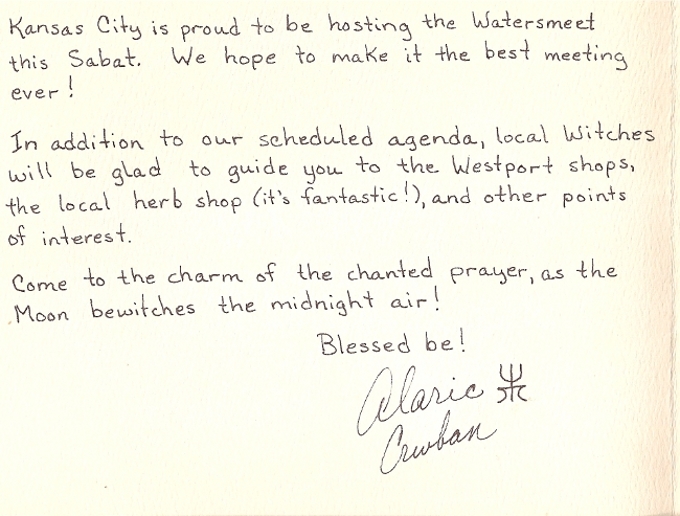 Kansas City is proud to be hosting the Watersmeet
this Sabat. We hope to make it the best meeting
ever!
In addition to our scheduled agenda, local Witches
will be glad to guide you to the Westport shops,
the local herb shop (it's fantastic!), and other points
of interest.
Come to the charm of the chanted prayer, as the
Moon bewitches the midnight air!
Blessed be!
Alaric